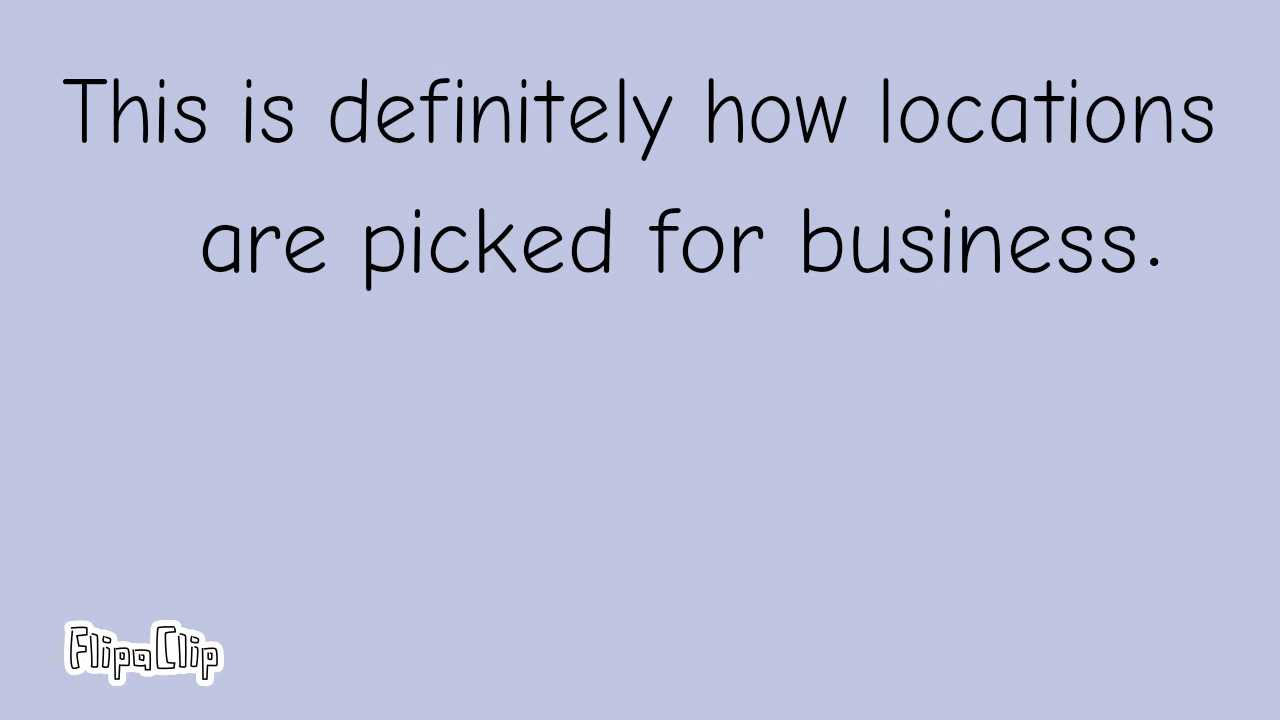 This is definitely how locations
are picked for business.
FlipaClip